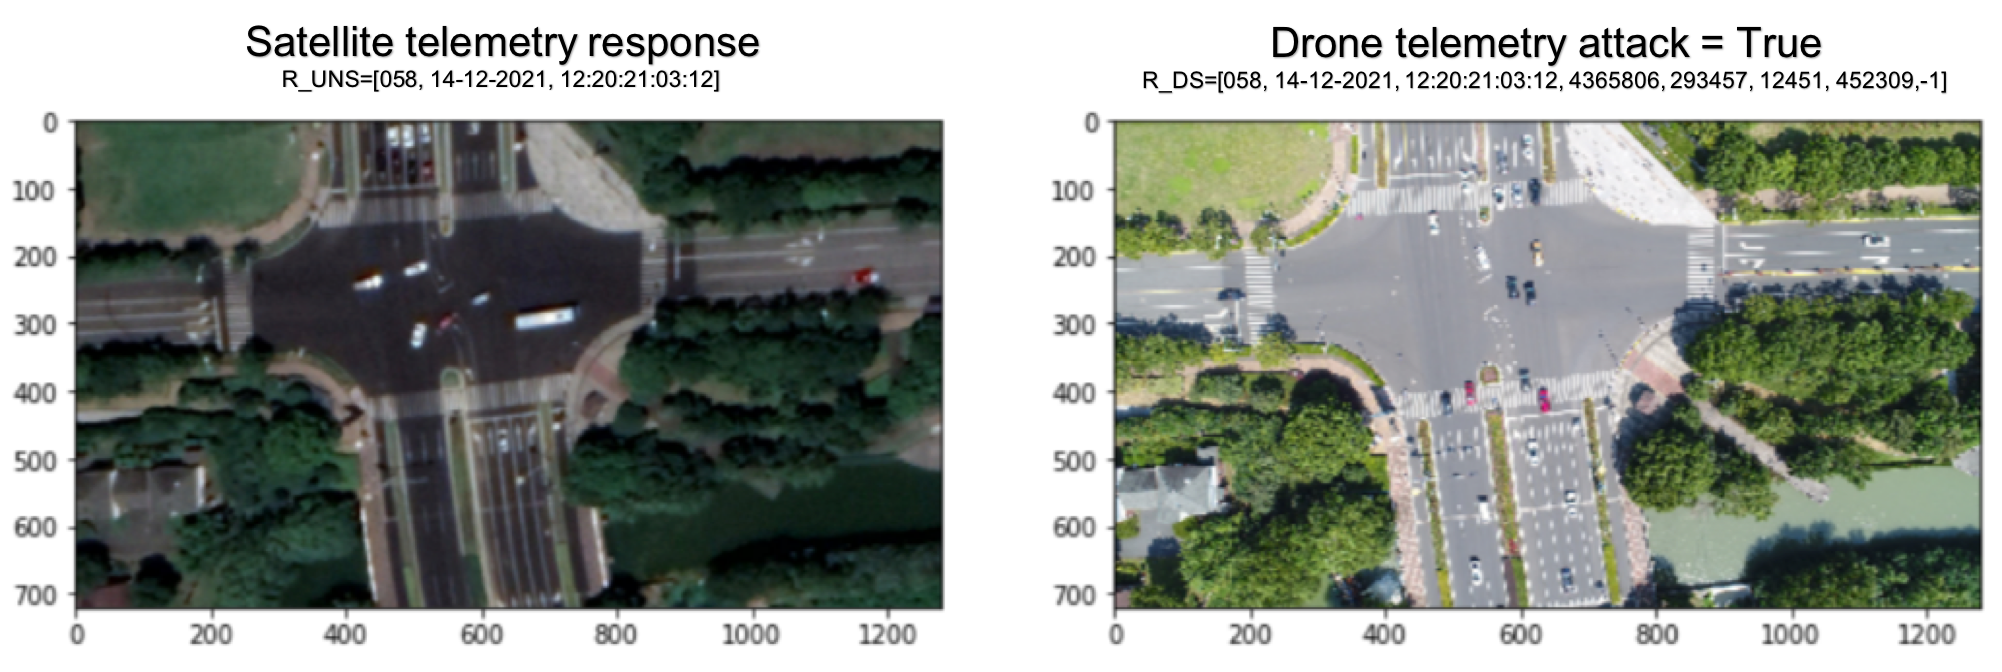 Satellite telemetry response
R_UNS=[058, 14-12-2021, 12:20:21:03:12]
0
100
200
300
400
500
600
700
0 200 400 600 800 1000 1200
Drone telemetry attack = True
R_DS=[058, 14-12-2021, 12:20:21:03:12, 4365806, 293457, 12451, 452309,-1]
0
100
200
300
400
500
600
700
0 200 400 600 800 1000 1200